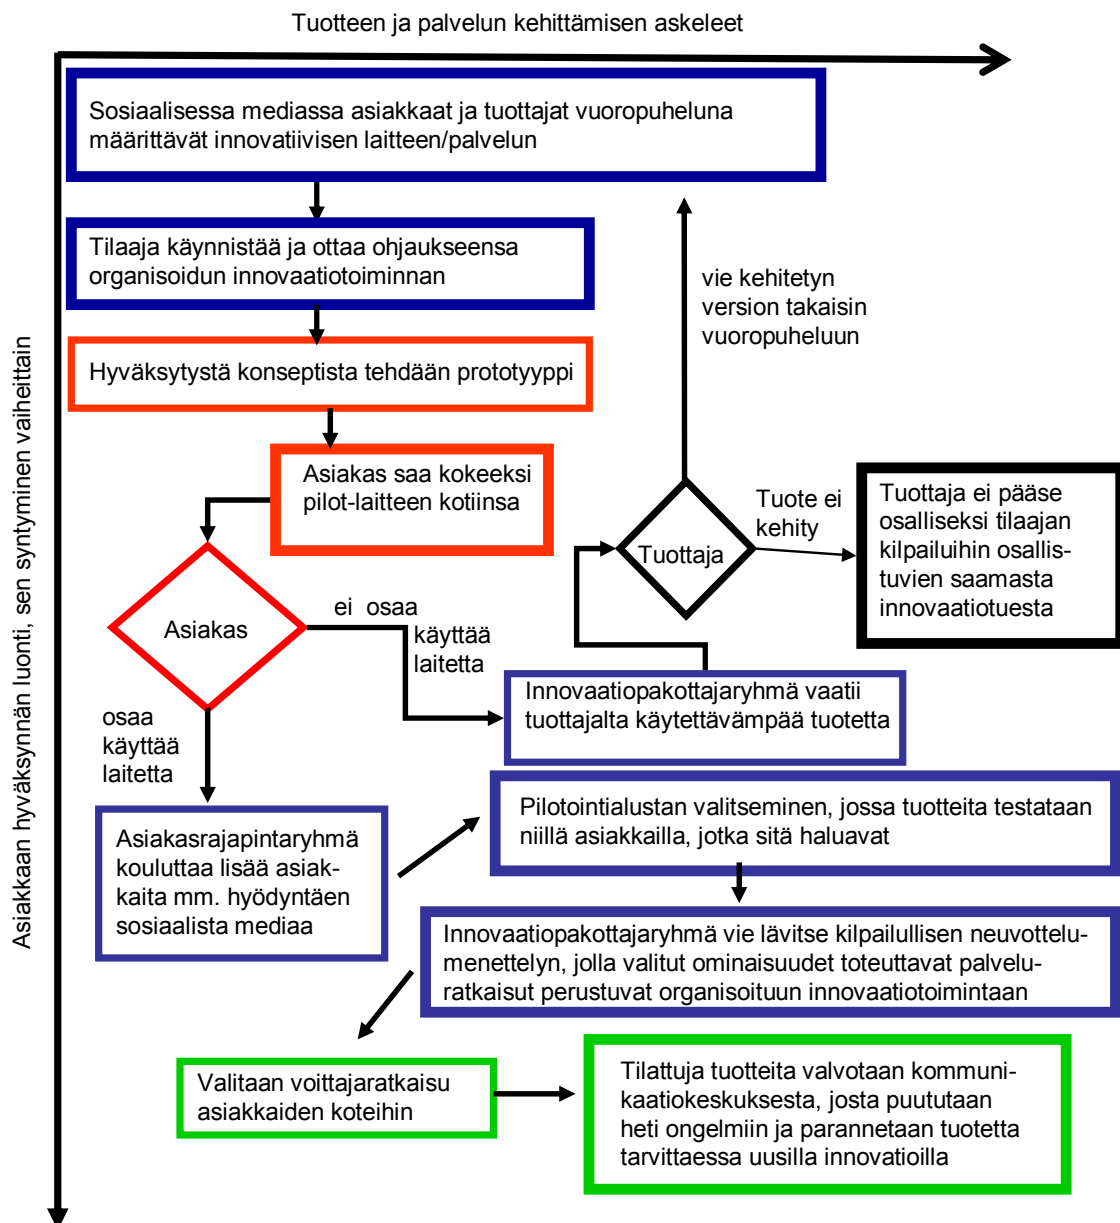 Tuotteen ja palvelun kehittämisen askeleet
Asiakkaan hyväksynnän luonti, sen syntyminen vaiheittain
Sosiaalisessa mediassa asiakkaat ja tuottajat vuoropuheluna
määrittävät innovatiivisen laitteen/palvelun
Tilaaja käynnistää ja ottaa ohjaukseensa
organisoidun innovaatiotoiminnan
vie kehitetyn
version takaisin
vuoropuheluun
Hyväksytystä konseptista tehdään prototyyppi
Asiakas saa kokeeksi
pilot-laitteen kotiinsa
Tuottaja
Tuote ei
kehity
Tuottaja ei pääse
osalliseksi tilaajan
kilpailuihin osallis-
tuvien saamasta
innovaatiotuesta
Asiakas
ei osaa
käyttää
laitetta
osaa
käyttää
laitetta
Innovaatiopakottajaryhmä vaatii
tuottajalta käytettävämpää tuotetta
Asiakasrajapintaryhmä
kouluttaa lisää asiak-
kaita mm. hyödyntäen
sosiaalista mediaa
Pilotointialustan valitseminen, jossa tuotteita testataan
niillä asiakkailla, jotka sitä haluavat
Innovaatiopakottajaryhmä vie lävitse kilpailullisen neuvottelu-
menettelyn, jolla valitut ominaisuudet toteuttavat palvelu-
ratkaisut perustuvat organisoituun innovaatiotoimintaan
Valitaan voittajaratkaisu
asiakkaiden koteihin
Tilattuja tuotteita valvotaan kommuni-
kaatiokeskuksesta, josta puututaan
heti ongelmiin ja parannetaan tuotetta
tarvittaessa uusilla innovatioilla